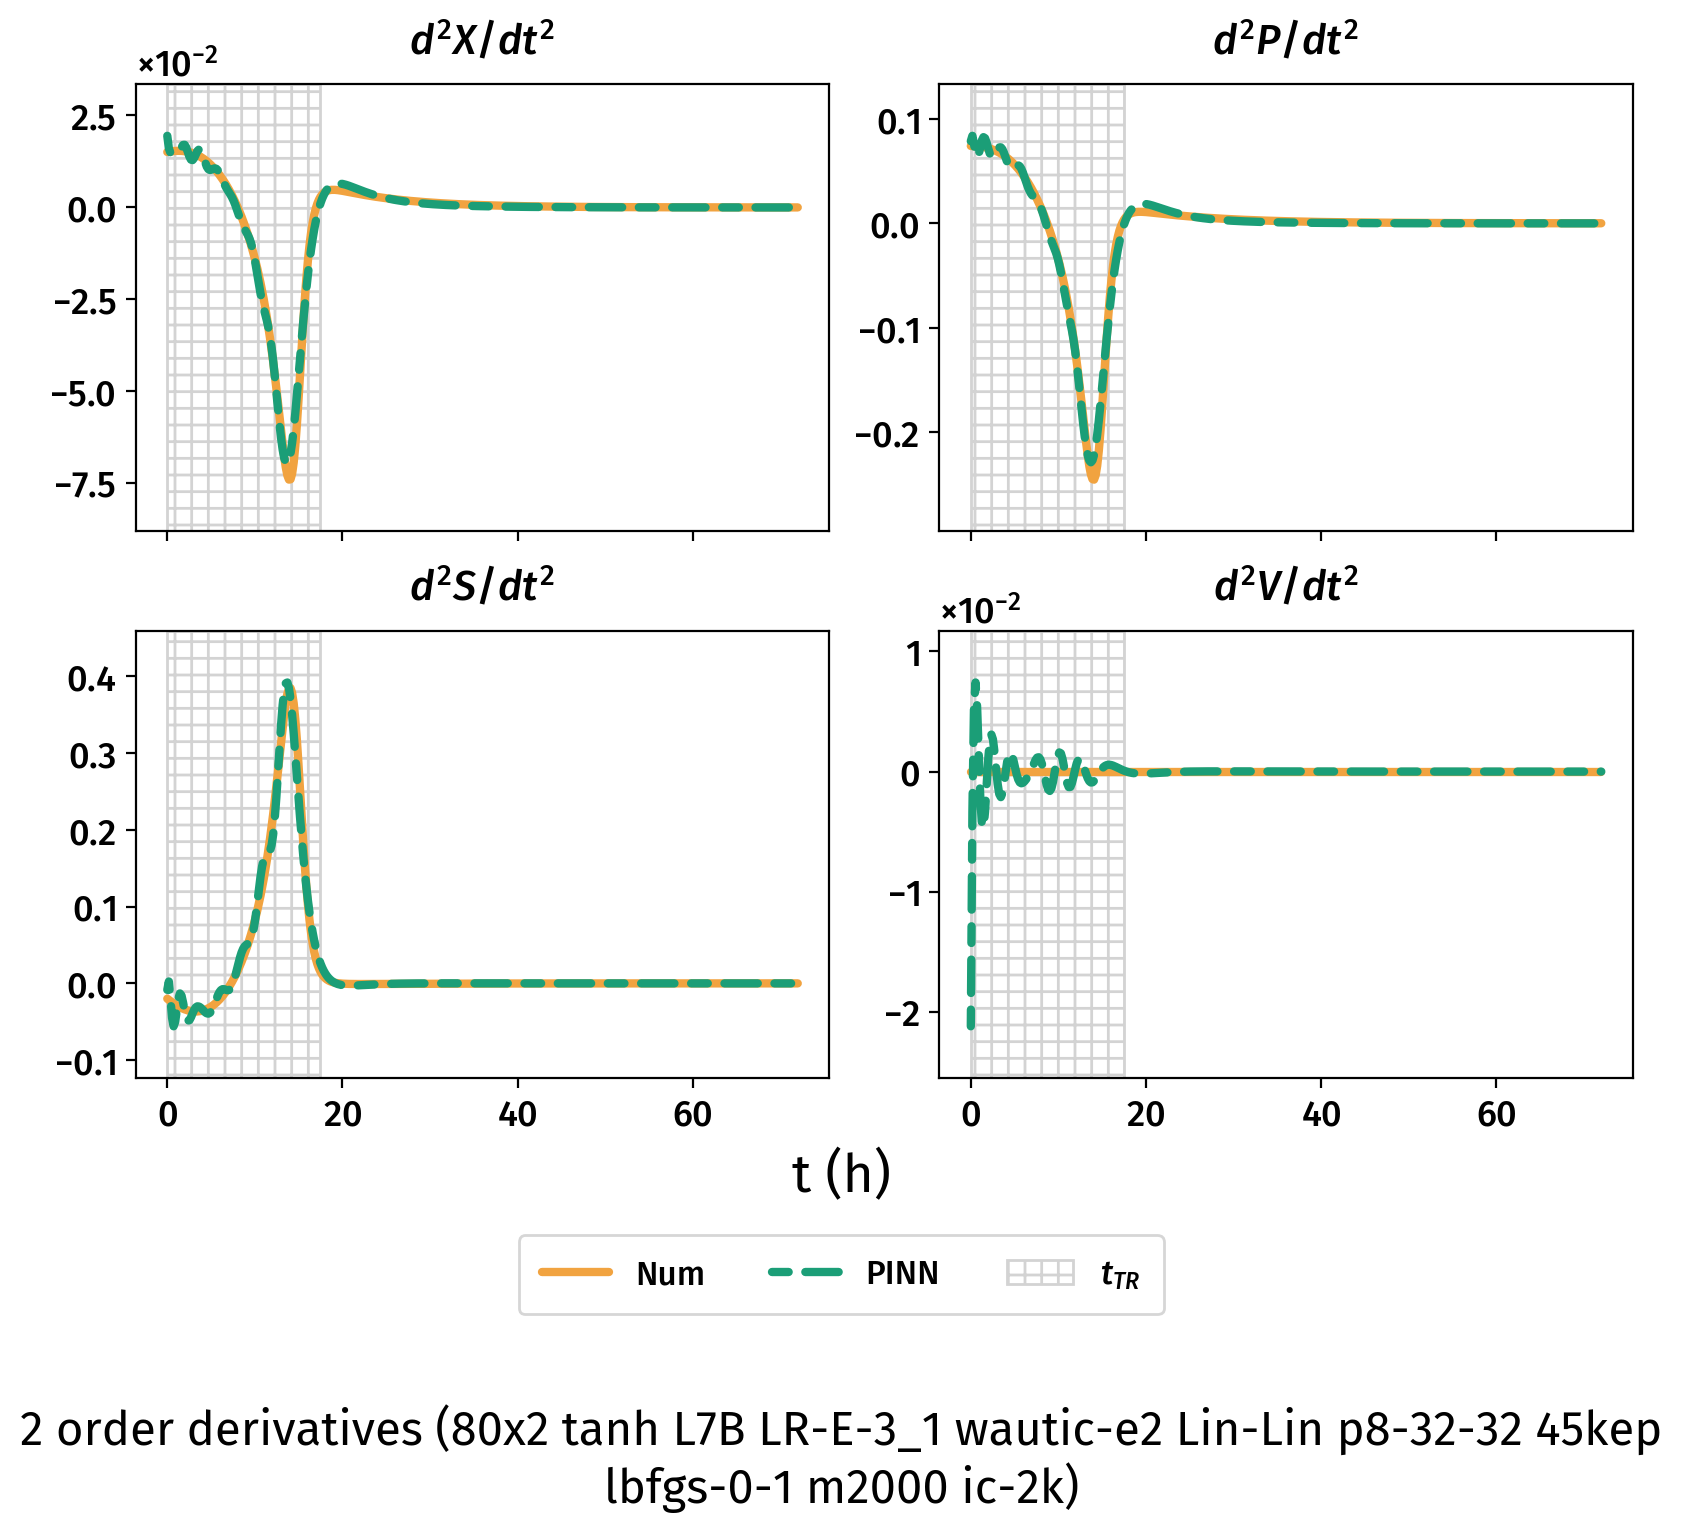 d²X/dt²
d²P/dt²
×10⁻²
2.5
0.0
−2.5
−5.0
−7.5
0.1
0.0
−0.1
−0.2
d²S/dt²
d²V/dt²
×10⁻²
0.4
0.3
0.2
0.1
0.0
−0.1
1
0
−1
−2
0 20 40 60
0 20 40 60
t (h)
Num PINN t_TR
2 order derivatives (80x2 tanh L7B LR-E-3_1 wautic-e2 Lin-Lin p8-32-32 45kep
lbfgs-0-1 m2000 ic-2k)